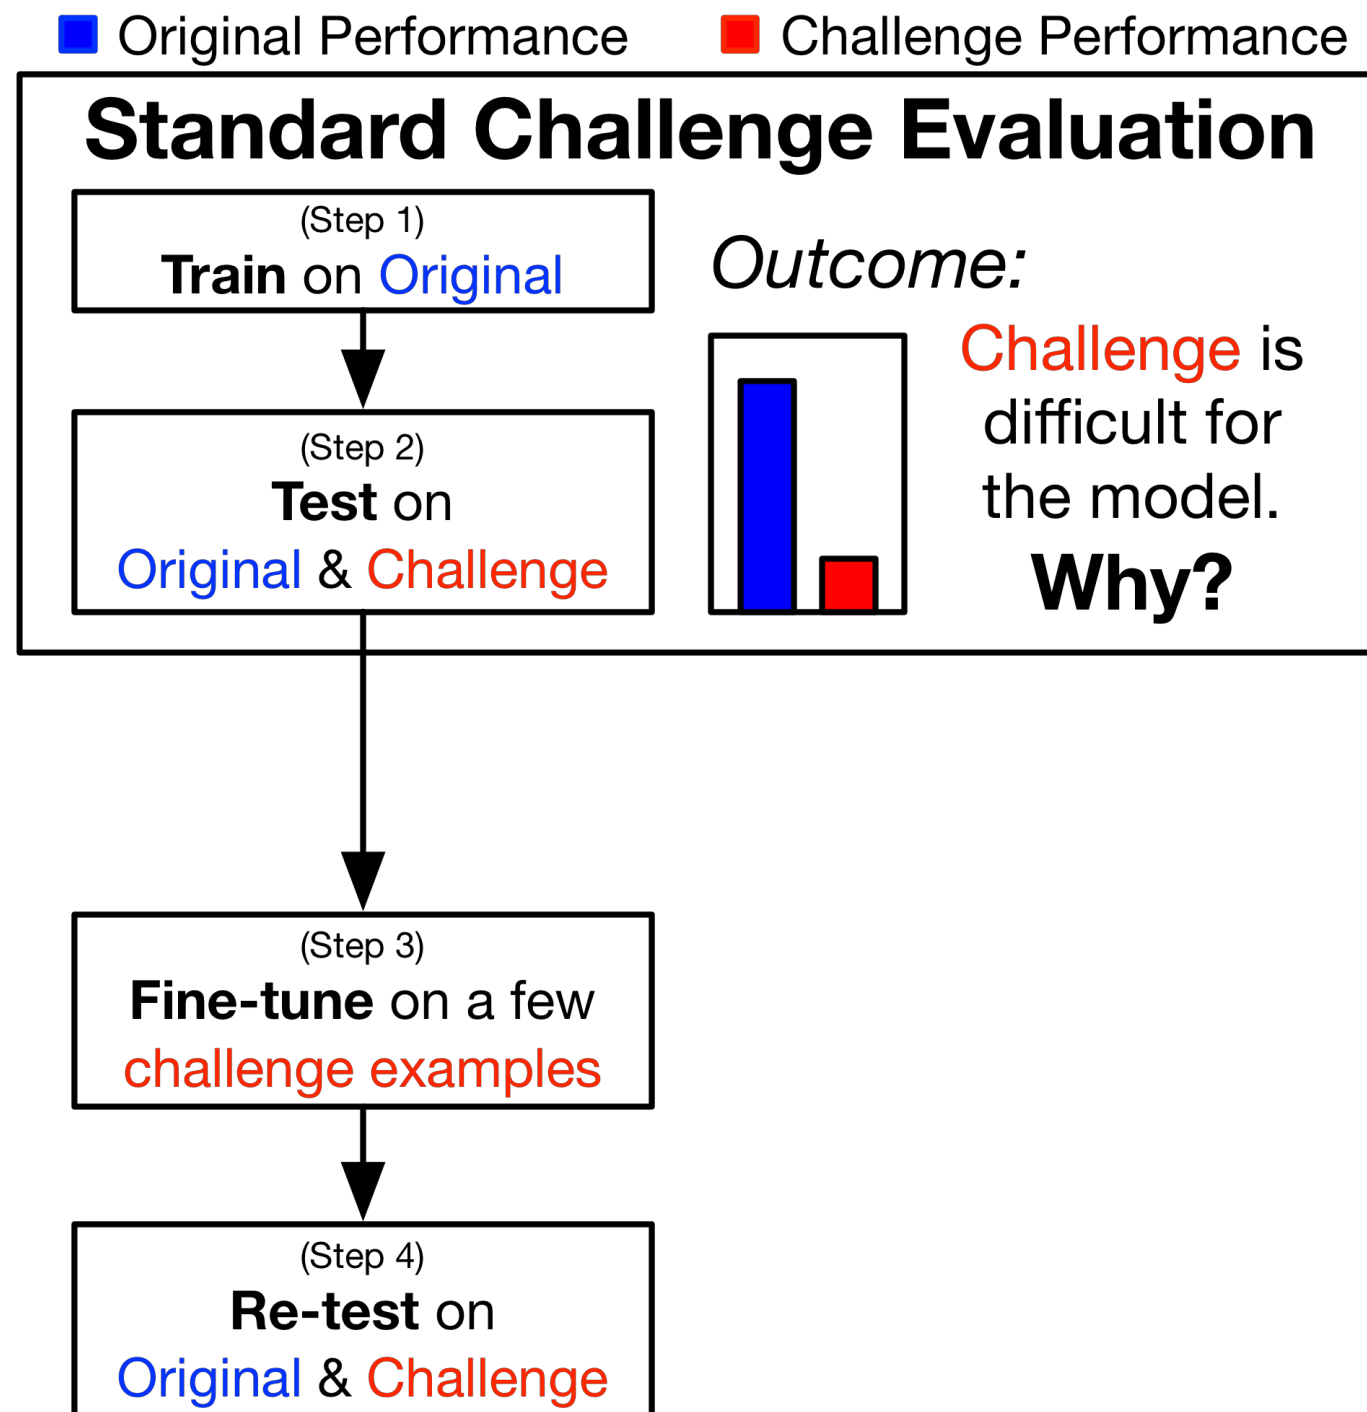 Original Performance
Challenge Performance
Standard Challenge Evaluation
(Step 1)
Train on Original
(Step 2)
Test on
Original & Challenge
Outcome:
Challenge is
difficult for
the model.
Why?
(Step 3)
Fine-tune on a few
challenge examples
(Step 4)
Re-test on
Original & Challenge